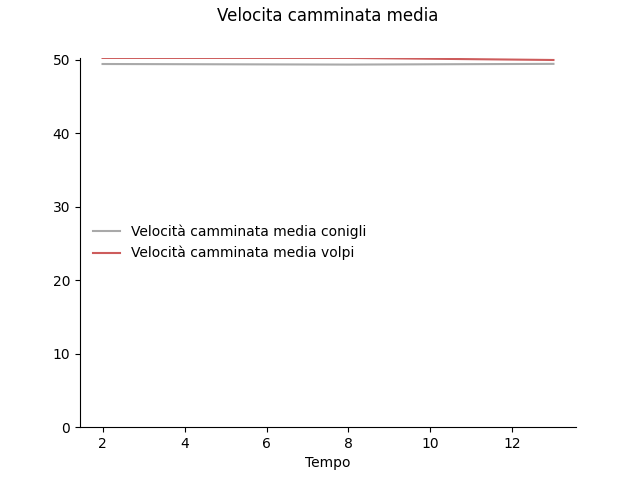 Velocita camminata media
50
40
30
20
10
0
Velocità camminata media conigli
Velocità camminata media volpi
2 4 6 8 10 12
Tempo